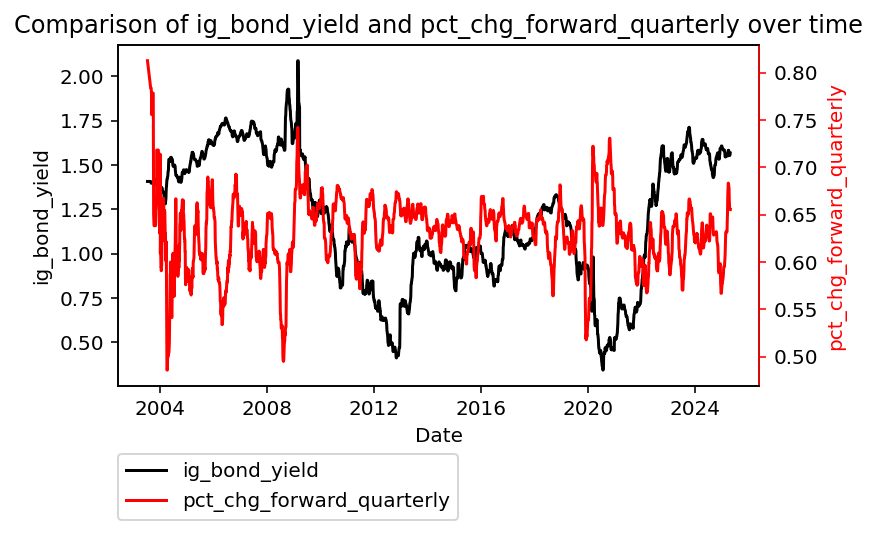 Comparison of ig_bond_yield and pct_chg_forward_quarterly over time
2.00
1.75
1.50
1.25
1.00
0.75
0.50
ig_bond_yield
0.80
0.75
0.70
0.65
0.60
0.55
0.50
pct_chg_forward_quarterly
2004 2008 2012 2016 2020 2024
Date
ig_bond_yield
pct_chg_forward_quarterly